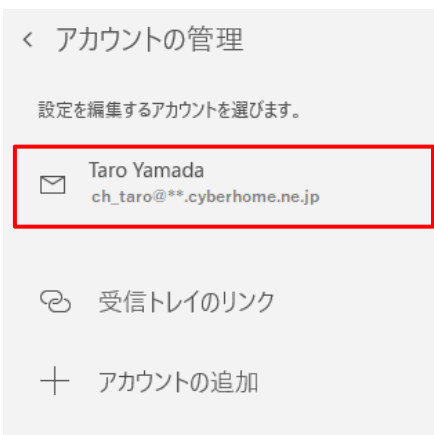 アカウントの管理
設定を編集するアカウントを選びます。
Taro Yamada
ch_taro@**.cyberhome.ne.jp
受信トレイのリンク
アカウントの追加